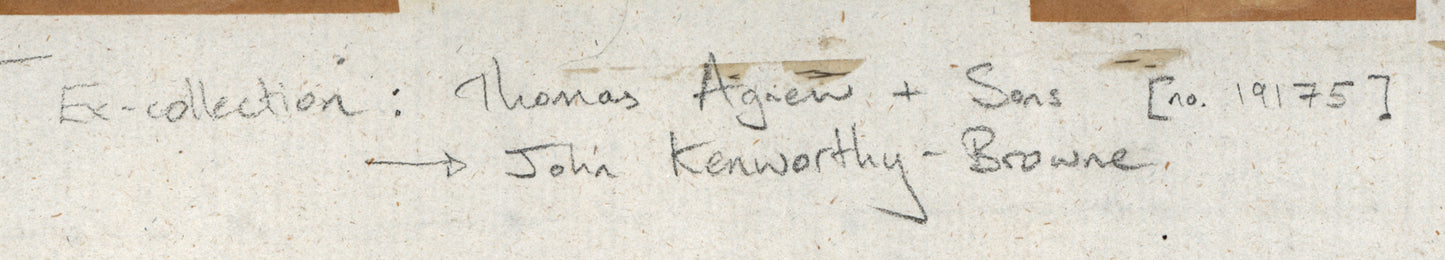 Ex-collection: Thomas Agnew + Sons [no. 19175]
→ John Kenworthy-Browne